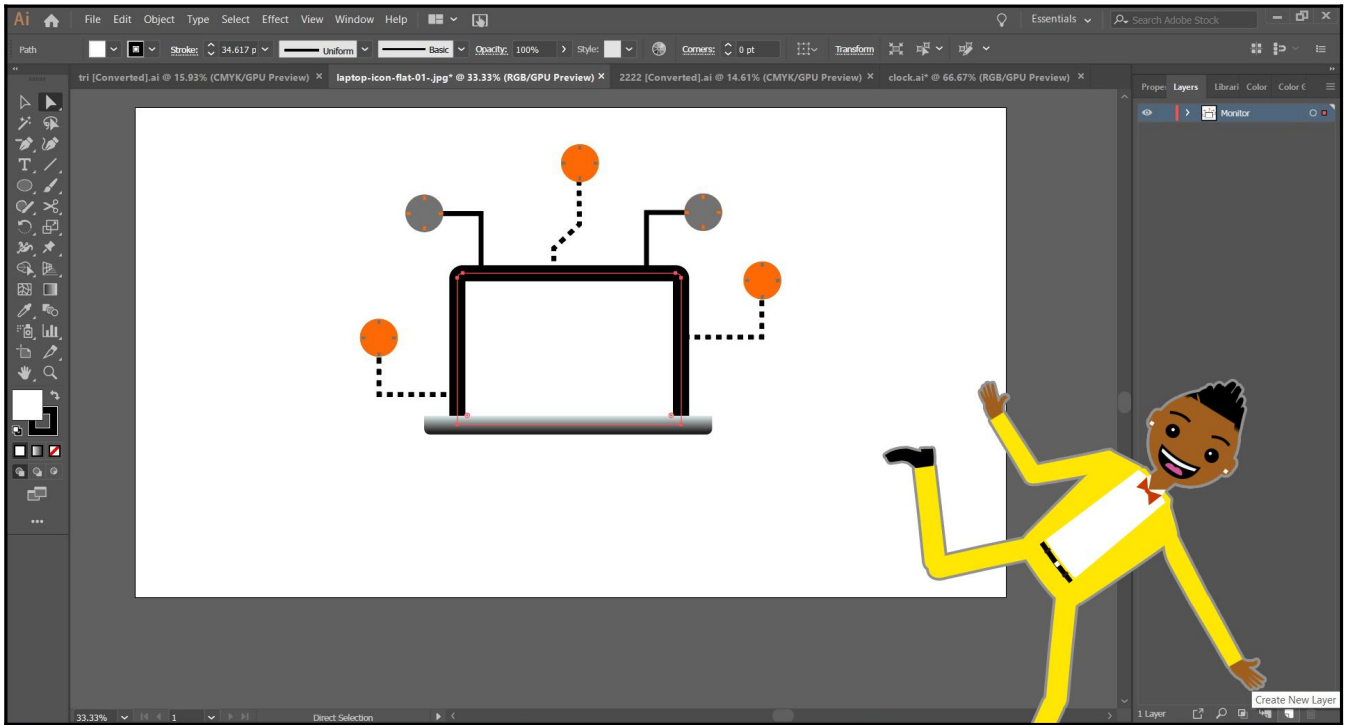 Ai File Edit Object Type Select Effect View Window Help Essentials Search Adobe Stock
Path Stroke: 34.617 p Uniform Basic Opacity: 100% Style: Corners: 0 pt Transform
tri [Converted].ai @ 15.93% (CMYK/GPU Preview) × laptop-icon-flat-01-.jpg* @ 33.33% (RGB/GPU Preview) × 2222 [Converted].ai @ 14.61% (CMYK/GPU Preview) × clock.ai* @ 66.67% (RGB/GPU Preview) ×
Prope Layers Librari Color Color G
Monitor
Create New Layer
33.33% 1 Direct Selection 1 Layer